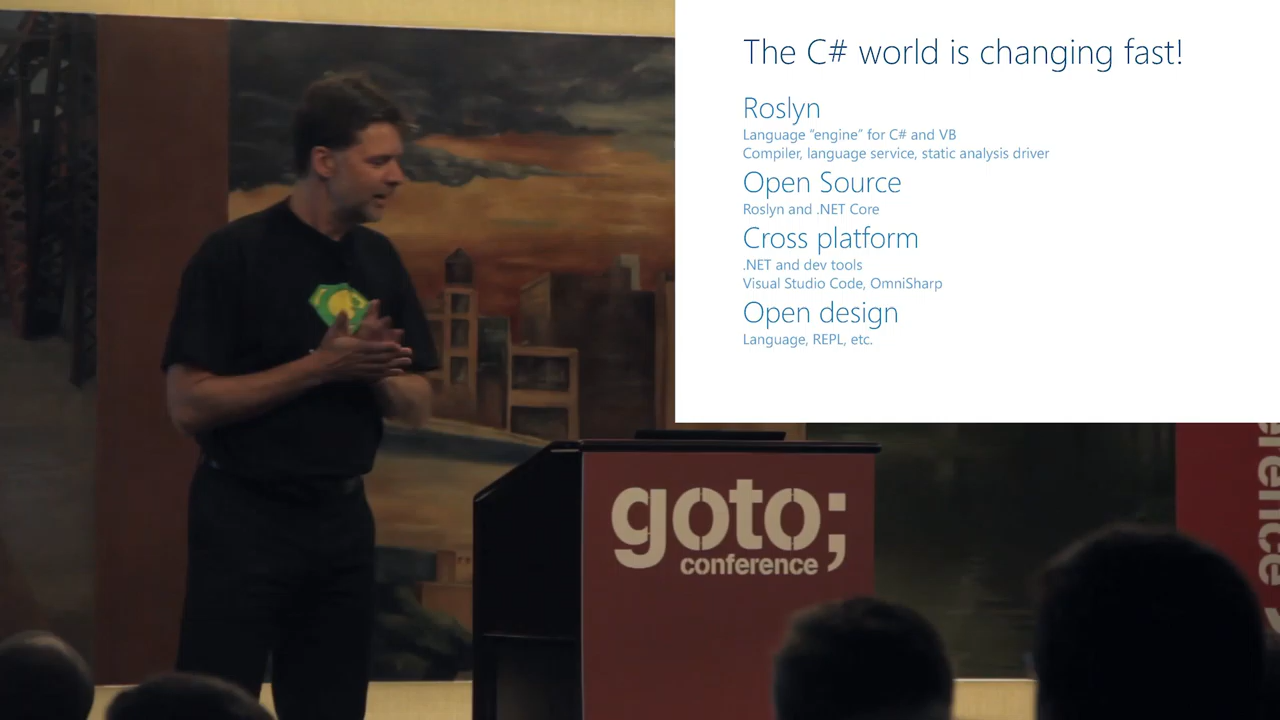 The C# world is changing fast!
Roslyn
Language “engine” for C# and VB
Compiler, language service, static analysis driver
Open Source
Roslyn and .NET Core
Cross platform
.NET and dev tools
Visual Studio Code, OmniSharp
Open design
Language, REPL, etc.
goto;
conference
erence